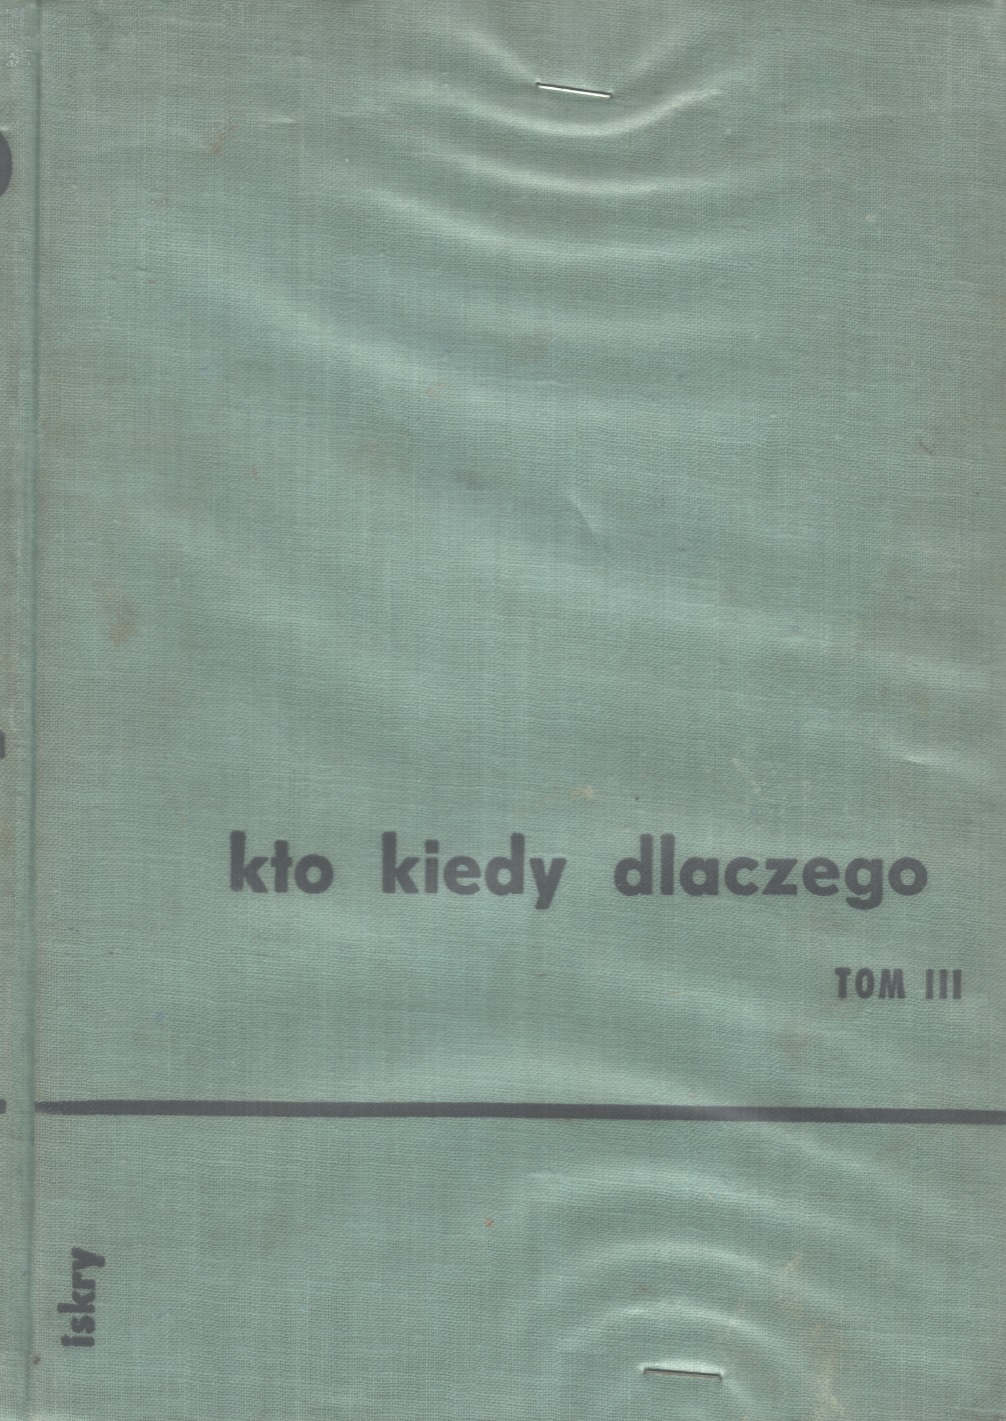 kto kiedy dlaczego
TOM III
iskry